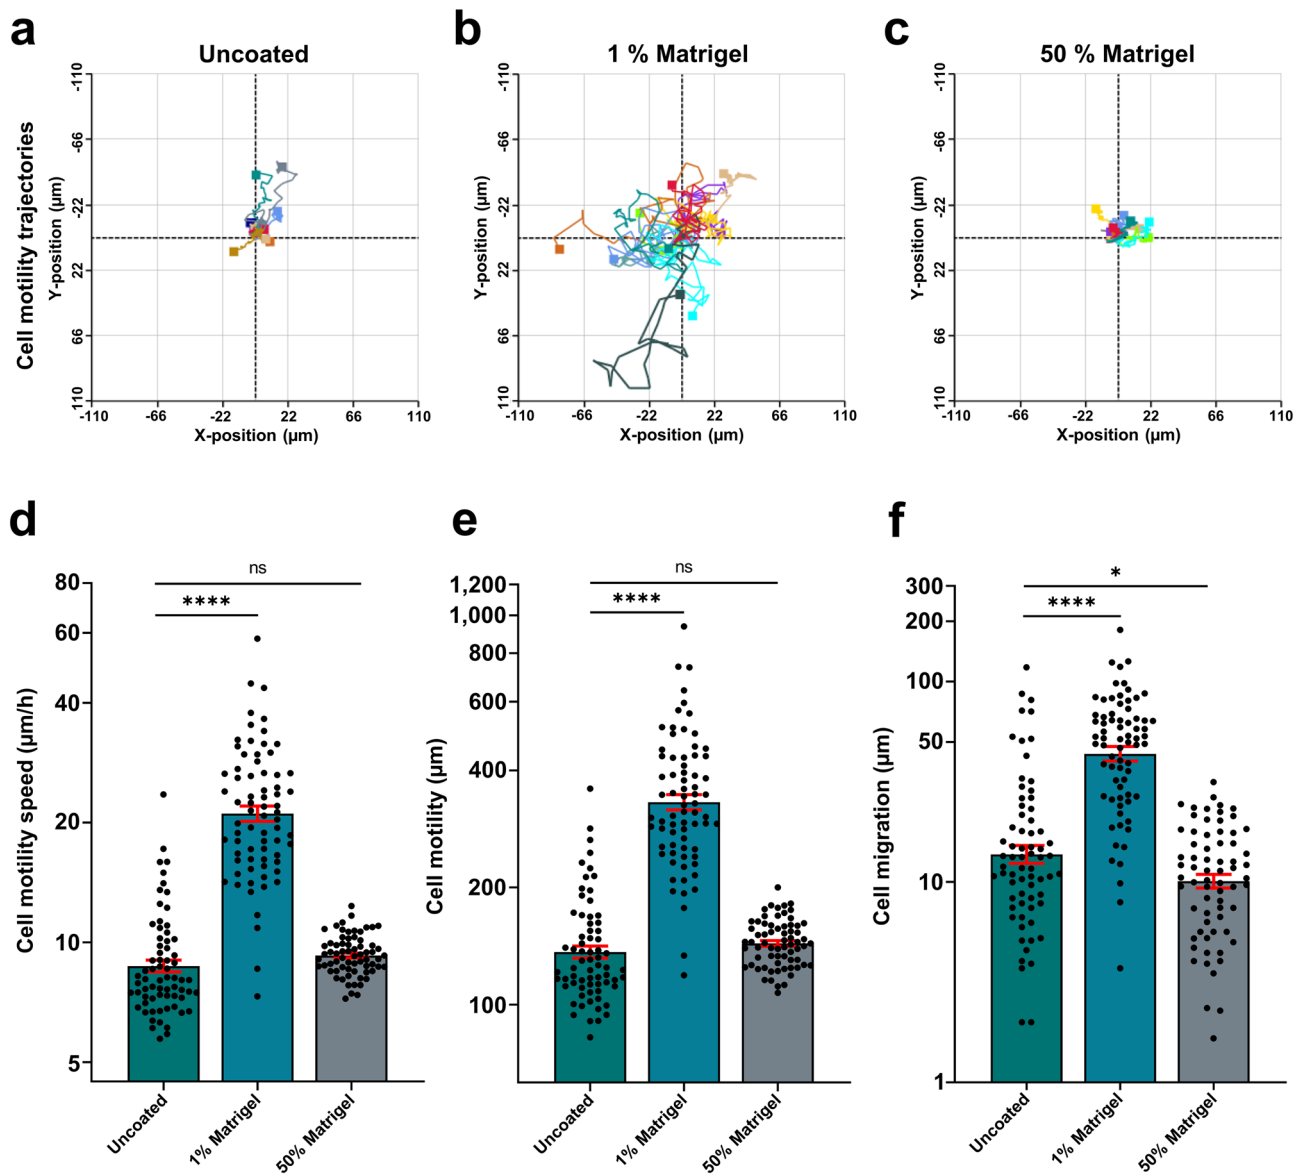 a
b
c
Uncoated
1 % Matrigel
50 % Matrigel
Cell motility trajectories
Y-position (µm)
-110
-66
-22
22
66
110
-110
-66
-22
22
66
110
X-position (µm)
Y-position (µm)
-110
-66
-22
22
66
110
-110
-66
-22
22
66
110
X-position (µm)
Y-position (µm)
-110
-66
-22
22
66
110
-110
-66
-22
22
66
110
X-position (µm)
d
e
f
Cell motility speed (µm/h)
80
60
40
20
10
5
ns
****
Uncoated
1% Matrigel
50% Matrigel
Cell motility (µm)
1,200
1,000
800
600
400
200
100
ns
****
Uncoated
1% Matrigel
50% Matrigel
Cell migration (µm)
300
200
100
50
10
1
*
****
Uncoated
1% Matrigel
50% Matrigel